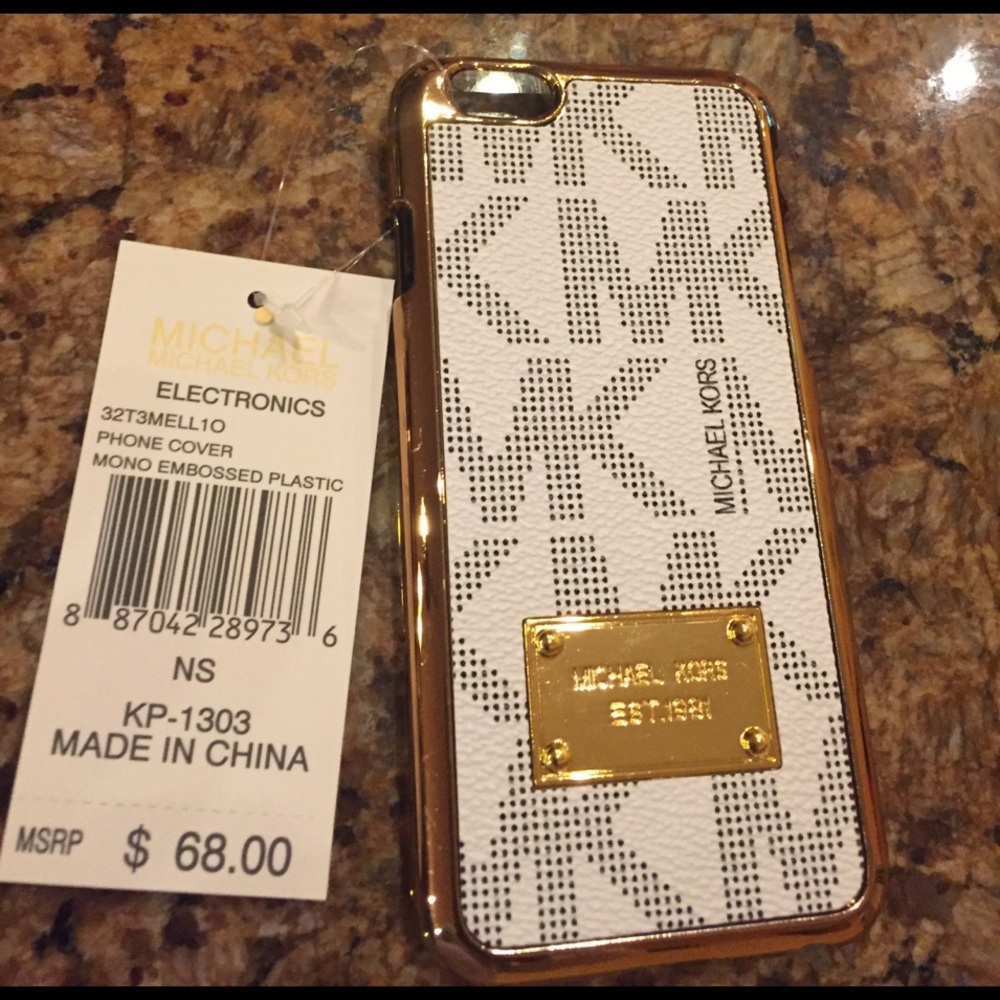 MICHAEL
MICHAEL KORS
ELECTRONICS
32T3MELL1O
PHONE COVER
MONO EMBOSSED PLASTIC
8 87042 28973 6
NS
KP-1303
MADE IN CHINA
MSRP $ 68.00
MICHAEL KORS
MICHAEL KORS
EST.1981